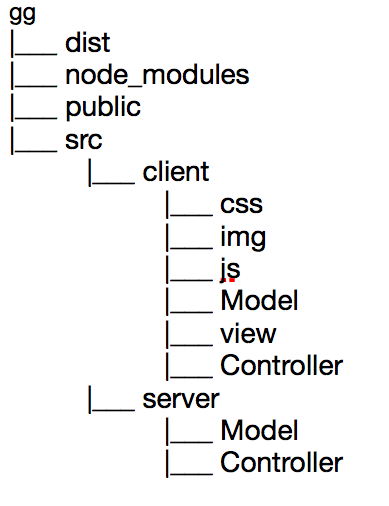 gg
|___ dist
|___ node_modules
|___ public
|___ src
|___ client
|___ css
|___ img
|___ js
|___ Model
|___ view
|___ Controller
|___ server
|___ Model
|___ Controller